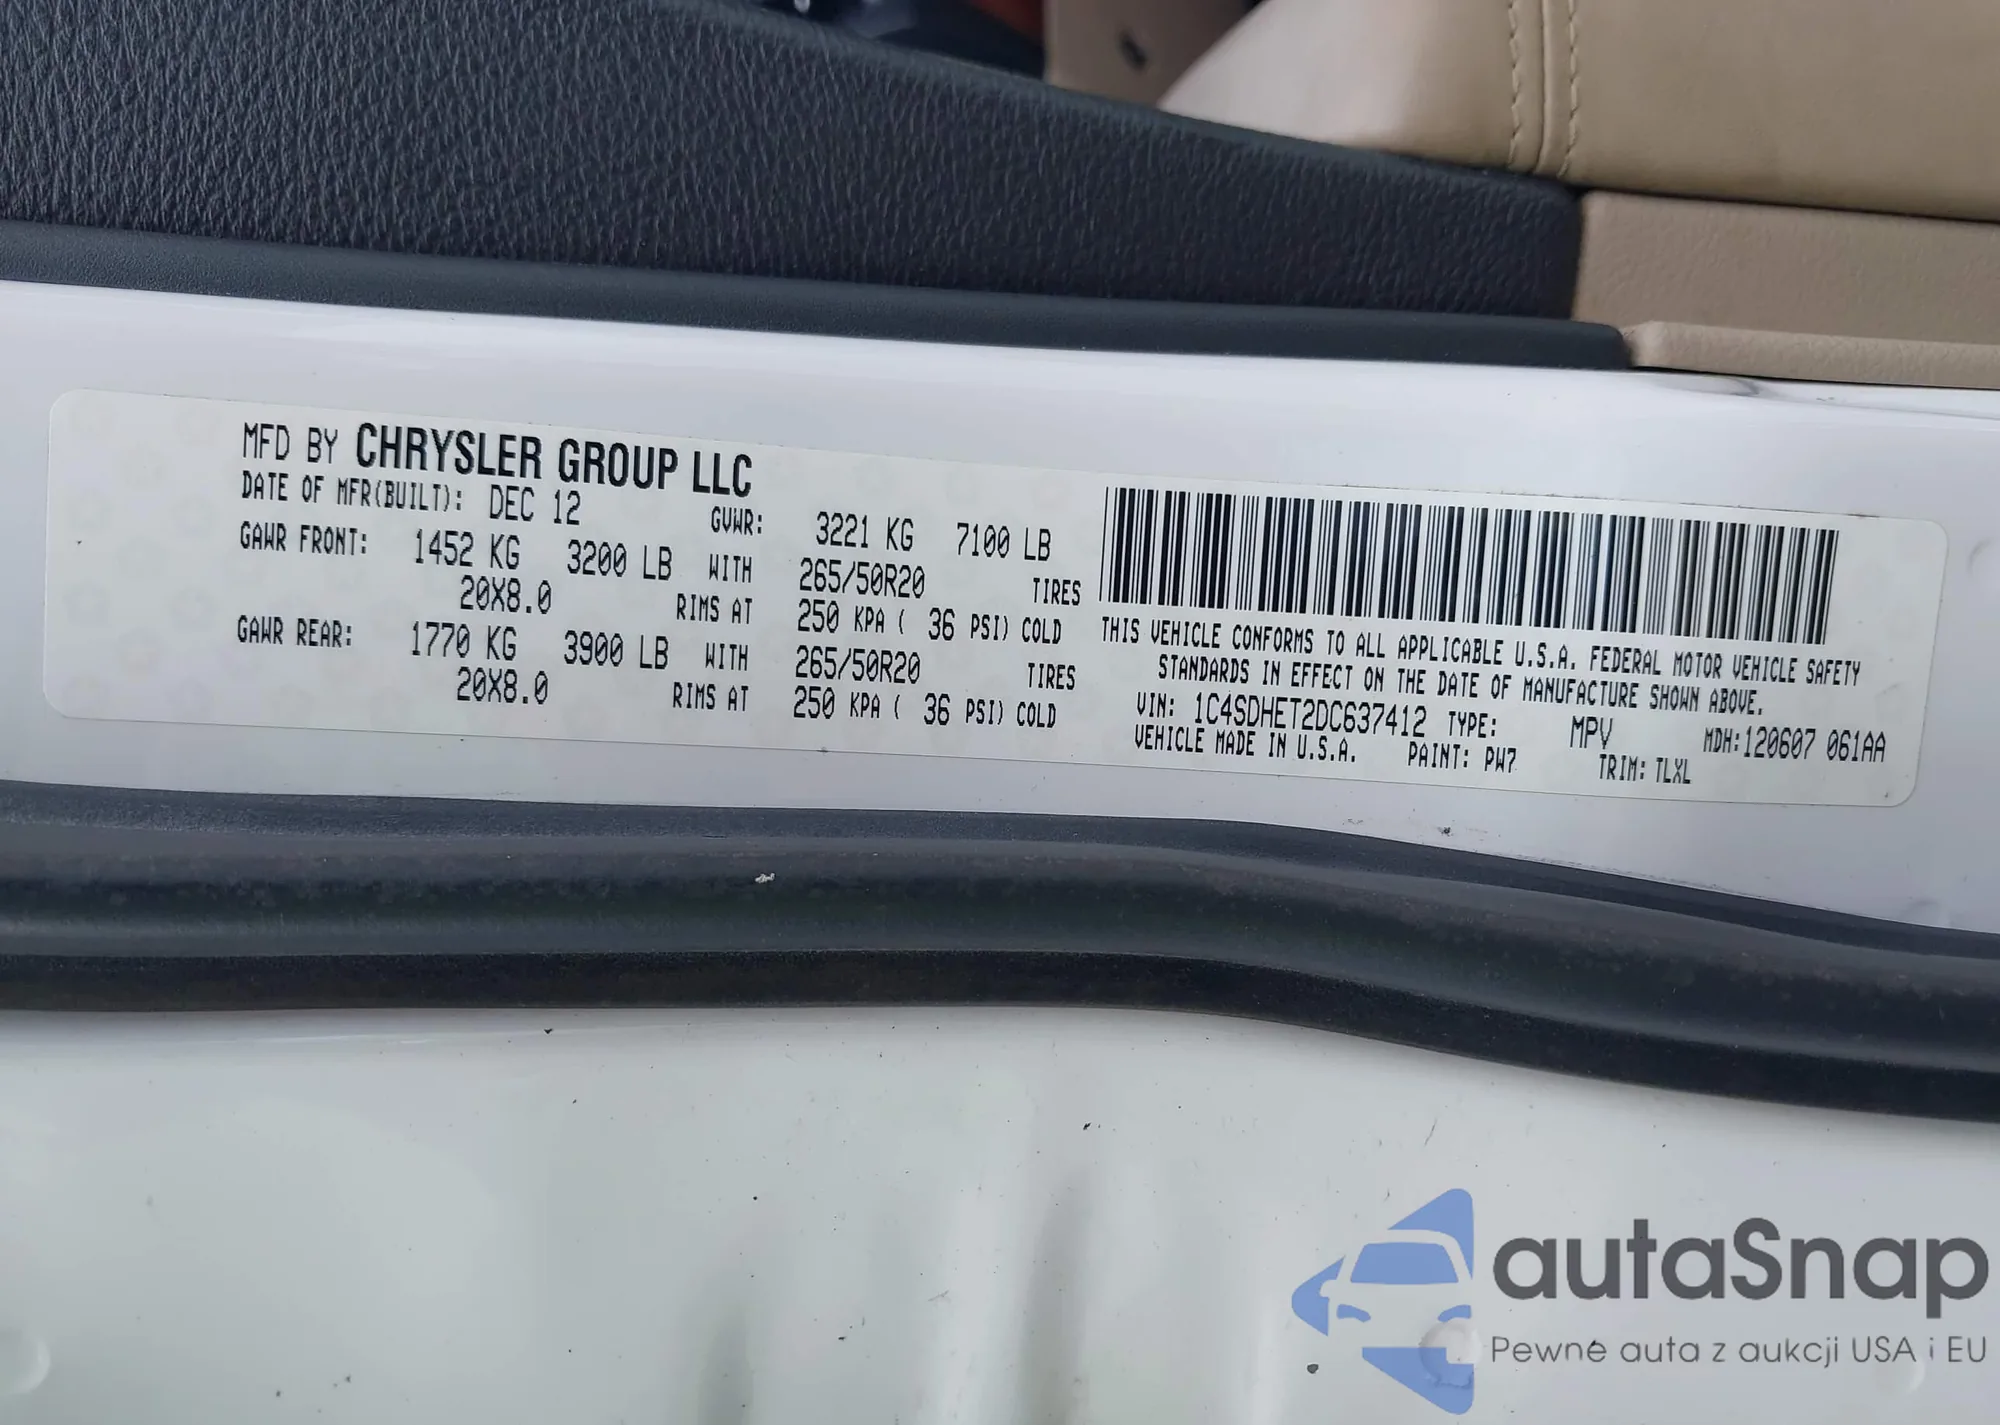 MFD BY CHRYSLER GROUP LLC
DATE OF MFR(BUILT): DEC 12 GVWR: 3221 KG 7100 LB
GAWR FRONT: 1452 KG 3200 LB WITH 265/50R20 TIRES
20X8.0 RIMS AT 250 KPA ( 36 PSI) COLD
GAWR REAR: 1770 KG 3900 LB WITH 265/50R20 TIRES
20X8.0 RIMS AT 250 KPA ( 36 PSI) COLD
THIS VEHICLE CONFORMS TO ALL APPLICABLE U.S.A. FEDERAL MOTOR VEHICLE SAFETY
STANDARDS IN EFFECT ON THE DATE OF MANUFACTURE SHOWN ABOVE.
VIN: 1C4SDHET2DC637412 TYPE: MPV MDH:120607 061AA
VEHICLE MADE IN U.S.A. PAINT: PW7 TRIM: TLXL
autaSnap
Pewne auta z aukcji USA i EU